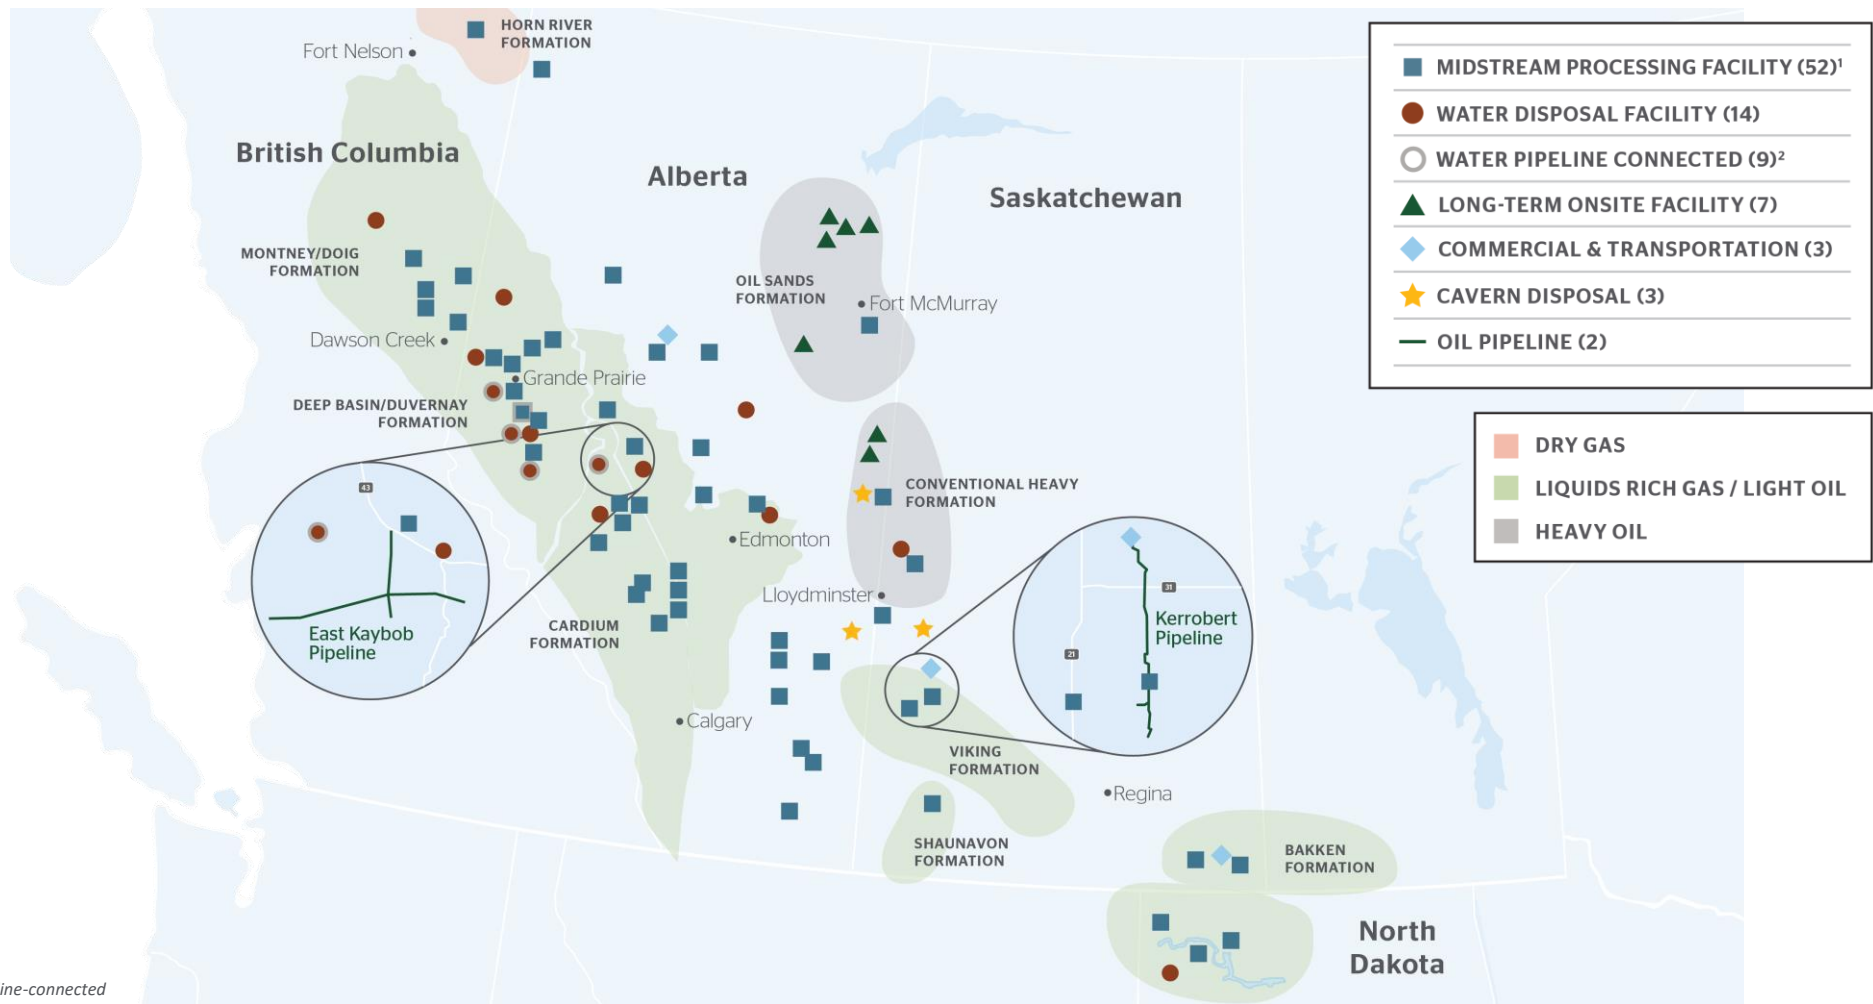 HORN RIVER
FORMATION
Fort Nelson
British Columbia
Alberta
Saskatchewan
MONTNEY/DOIG
FORMATION
OIL SANDS
FORMATION
Fort McMurray
Dawson Creek
Grande Prairie
DEEP BASIN/DUVERNAY
FORMATION
43
East Kaybob
Pipeline
CONVENTIONAL HEAVY
FORMATION
Edmonton
Lloydminster
CARDIUM
FORMATION
31
Kerrobert
Pipeline
21
Calgary
VIKING
FORMATION
Regina
SHAUNAVON
FORMATION
BAKKEN
FORMATION
North
Dakota
MIDSTREAM PROCESSING FACILITY (52)¹
WATER DISPOSAL FACILITY (14)
WATER PIPELINE CONNECTED (9)²
LONG-TERM ONSITE FACILITY (7)
COMMERCIAL & TRANSPORTATION (3)
CAVERN DISPOSAL (3)
OIL PIPELINE (2)
DRY GAS
LIQUIDS RICH GAS / LIGHT OIL
HEAVY OIL
ine-connected